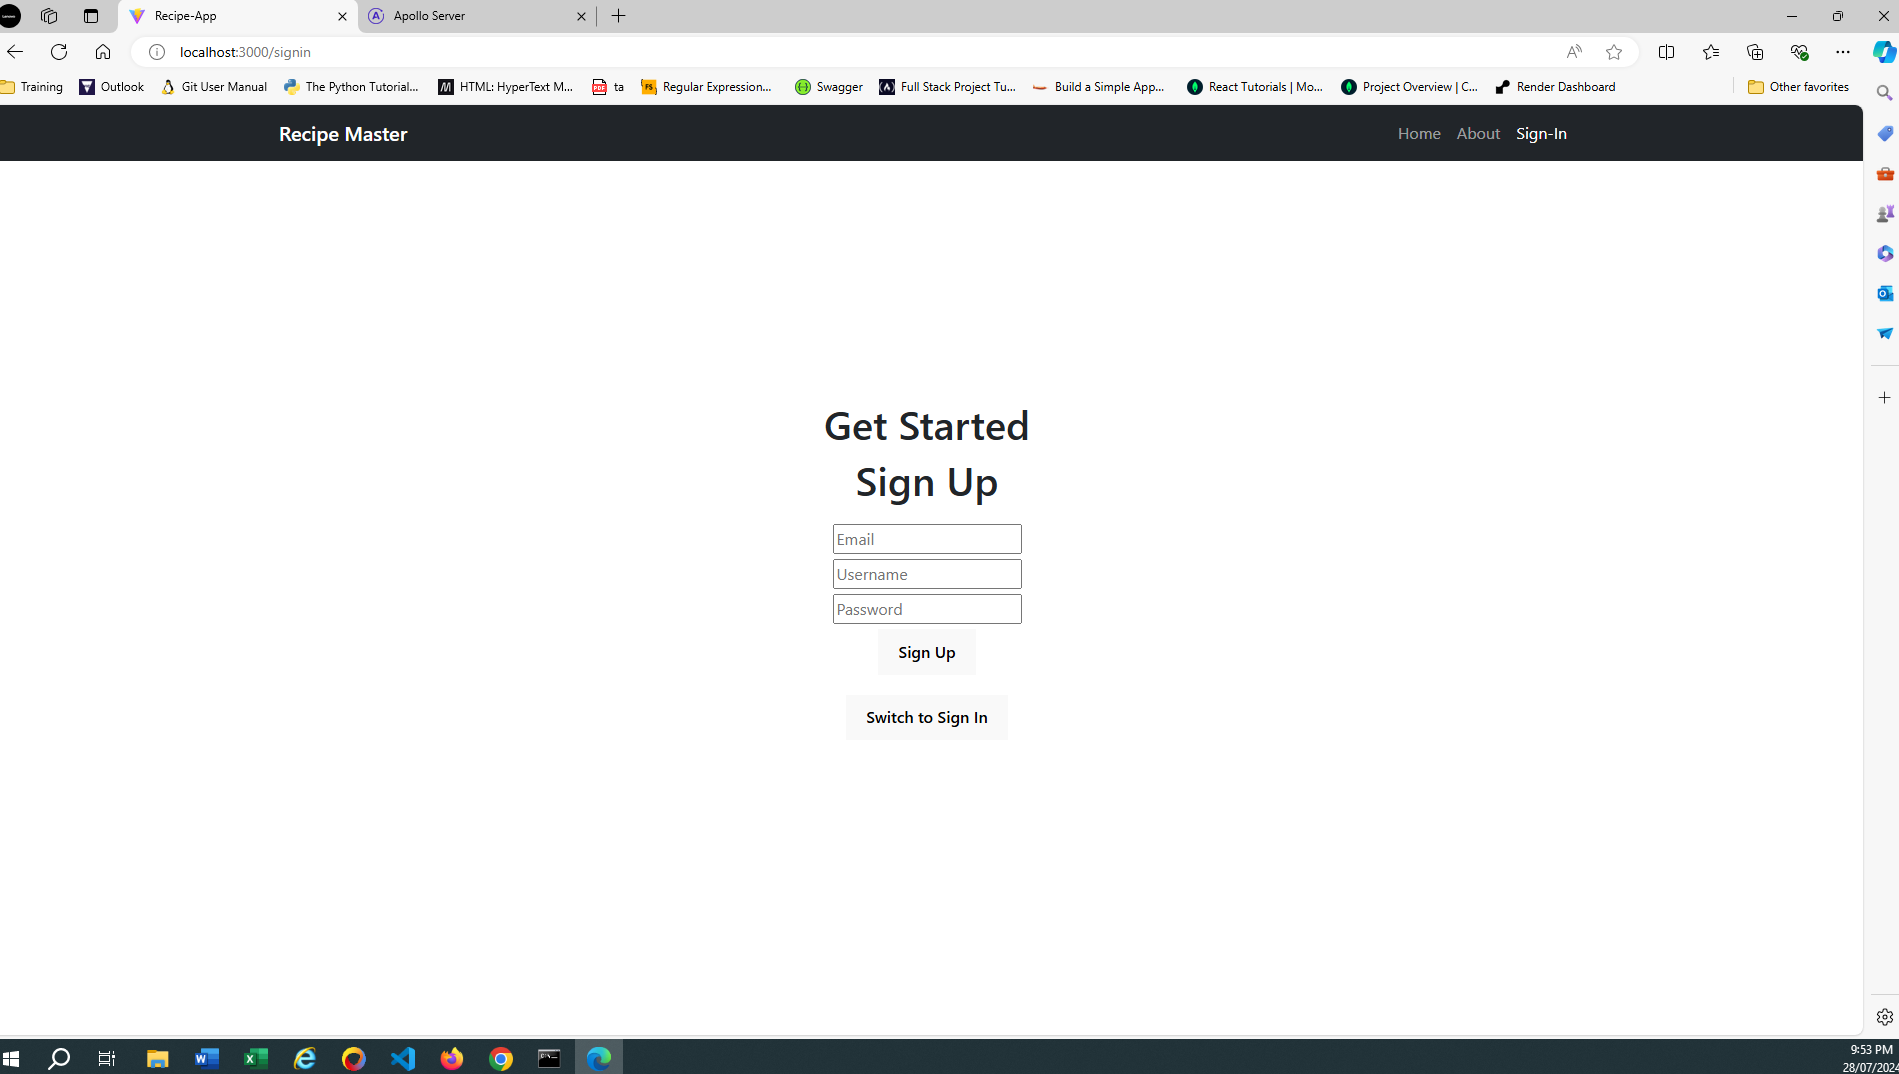 Recipe-App
Apollo Server
localhost:3000/signin
Training
Outlook
Git User Manual
The Python Tutorial...
HTML: HyperText M...
ta
Regular Expression...
Swagger
Full Stack Project Tu...
Build a Simple App...
React Tutorials | Mo...
Project Overview | C...
Render Dashboard
Other favorites
Recipe Master
Home
About
Sign-In
Get Started
Sign Up
Email
Username
Password
Sign Up
Switch to Sign In
9:53 PM
28/07/2024